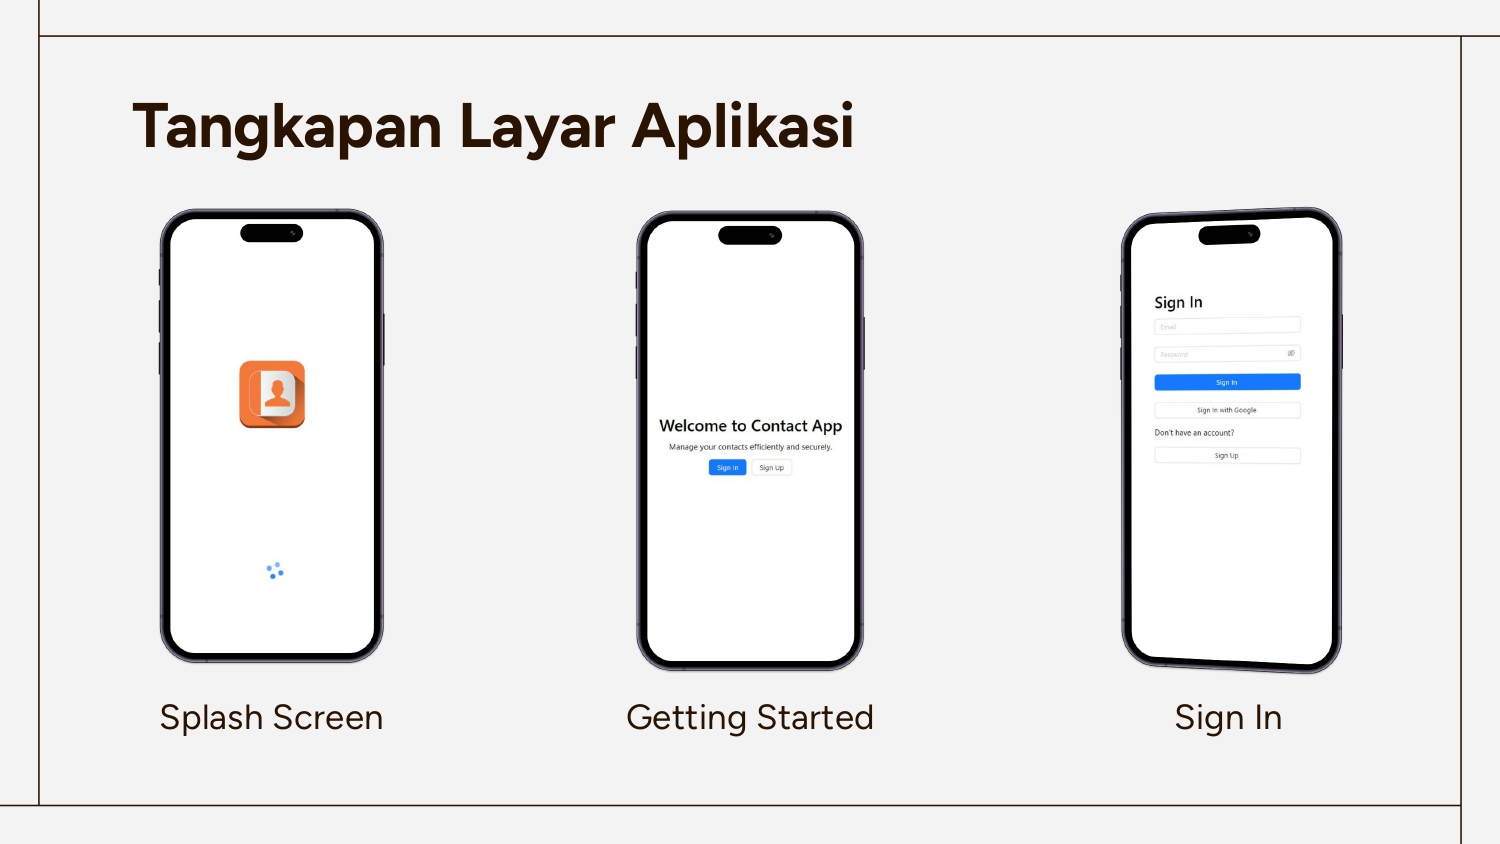 Tangkapan Layar Aplikasi
Welcome to Contact App
Manage your contacts efficiently and securely.
Sign In
Sign Up
Sign In
Email
Password
Sign In
Sign In with Google
Don't have an account?
Sign Up
Splash Screen
Getting Started
Sign In